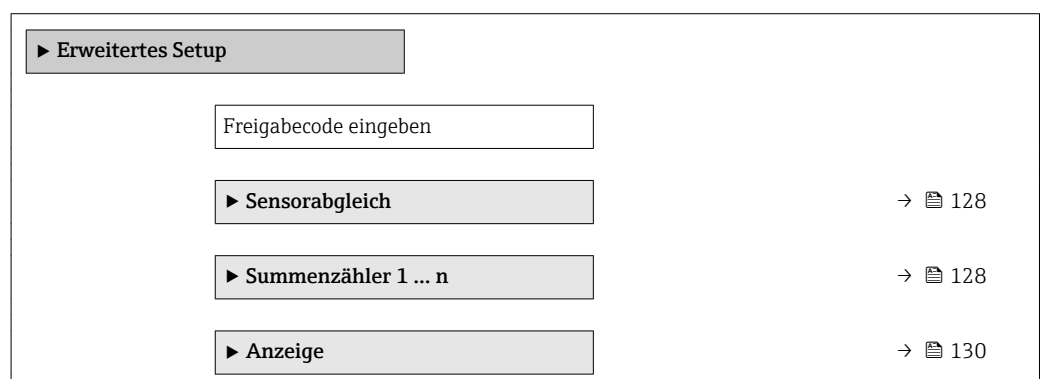 ▶ Erweitertes Setup
Freigabecode eingeben
▶ Sensorabgleich → 128
▶ Summenzähler 1 ... n → 128
▶ Anzeige → 130